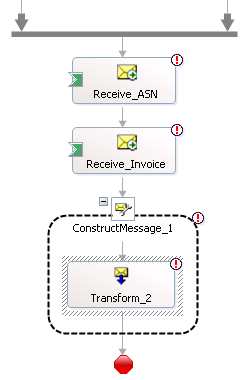 Receive_ASN
Receive_Invoice
ConstructMessage_1
Transform_2